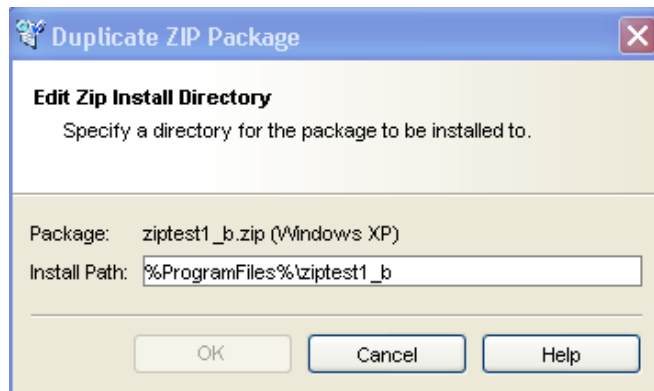 Duplicate ZIP Package
Edit Zip Install Directory
Specify a directory for the package to be installed to.
Package: ziptest1_b.zip (Windows XP)
Install Path: %ProgramFiles%\ziptest1_b
OK Cancel Help